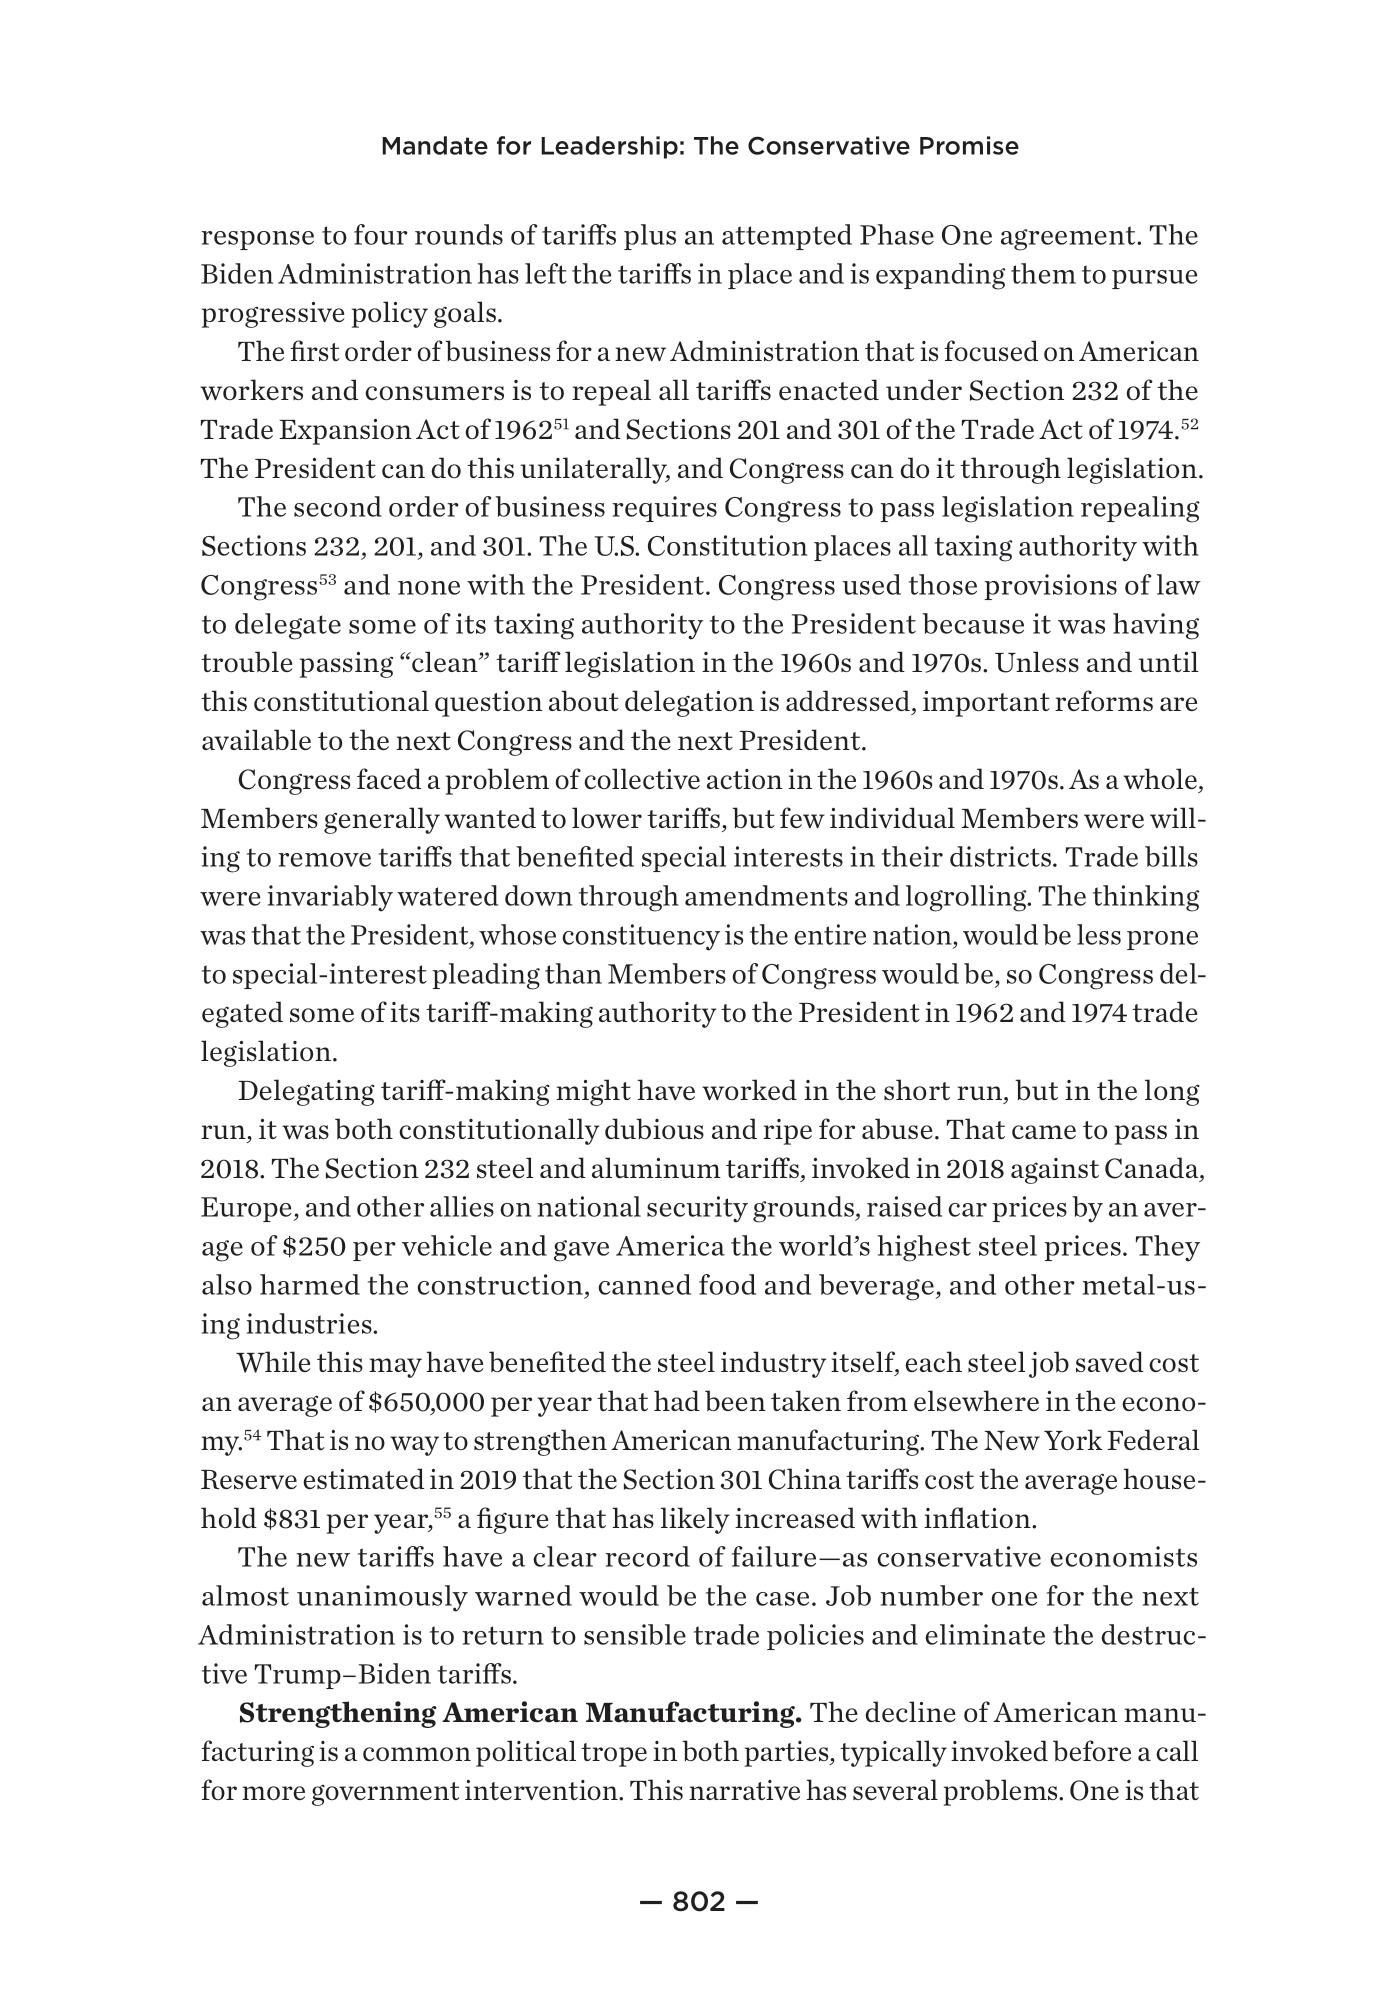 Mandate for Leadership: The Conservative Promise
response to four rounds of tariffs plus an attempted Phase One agreement. The
Biden Administration has left the tariffs in place and is expanding them to pursue
progressive policy goals.
The first order of business for a new Administration that is focused on American
workers and consumers is to repeal all tariffs enacted under Section 232 of the
Trade Expansion Act of 1962⁵¹ and Sections 201 and 301 of the Trade Act of 1974.⁵²
The President can do this unilaterally, and Congress can do it through legislation.
The second order of business requires Congress to pass legislation repealing
Sections 232, 201, and 301. The U.S. Constitution places all taxing authority with
Congress⁵³ and none with the President. Congress used those provisions of law
to delegate some of its taxing authority to the President because it was having
trouble passing “clean” tariff legislation in the 1960s and 1970s. Unless and until
this constitutional question about delegation is addressed, important reforms are
available to the next Congress and the next President.
Congress faced a problem of collective action in the 1960s and 1970s. As a whole,
Members generally wanted to lower tariffs, but few individual Members were will-
ing to remove tariffs that benefited special interests in their districts. Trade bills
were invariably watered down through amendments and logrolling. The thinking
was that the President, whose constituency is the entire nation, would be less prone
to special-interest pleading than Members of Congress would be, so Congress del-
egated some of its tariff-making authority to the President in 1962 and 1974 trade
legislation.
Delegating tariff-making might have worked in the short run, but in the long
run, it was both constitutionally dubious and ripe for abuse. That came to pass in
2018. The Section 232 steel and aluminum tariffs, invoked in 2018 against Canada,
Europe, and other allies on national security grounds, raised car prices by an aver-
age of $250 per vehicle and gave America the world’s highest steel prices. They
also harmed the construction, canned food and beverage, and other metal-us-
ing industries.
While this may have benefited the steel industry itself, each steel job saved cost
an average of $650,000 per year that had been taken from elsewhere in the econo-
my.⁵⁴ That is no way to strengthen American manufacturing. The New York Federal
Reserve estimated in 2019 that the Section 301 China tariffs cost the average house-
hold $831 per year,⁵⁵ a figure that has likely increased with inflation.
The new tariffs have a clear record of failure—as conservative economists
almost unanimously warned would be the case. Job number one for the next
Administration is to return to sensible trade policies and eliminate the destruc-
tive Trump–Biden tariffs.
Strengthening American Manufacturing. The decline of American manu-
facturing is a common political trope in both parties, typically invoked before a call
for more government intervention. This narrative has several problems. One is that
— 802 —